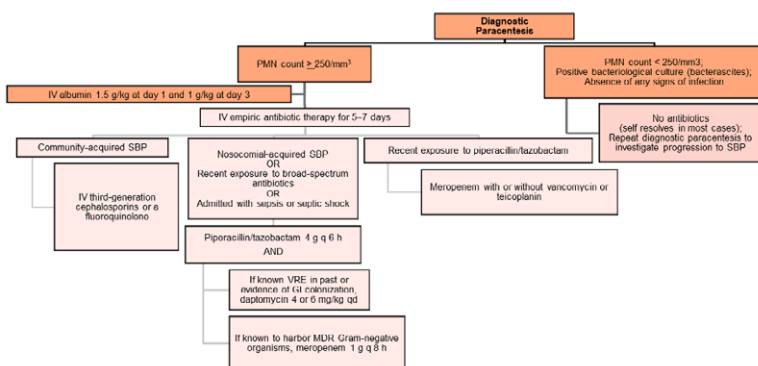 Diagnostic
Paracentesis
PMN count ≥ 250/mm³
PMN count < 250/mm3;
Positive bacteriological culture (bacterascites);
Absence of any signs of infection
IV albumin 1.5 g/kg at day 1 and 1 g/kg at day 3
IV empiric antibiotic therapy for 5–7 days
No antibiotics
(self resolves in most cases);
Repeat diagnostic paracentesis to
investigate progression to SBP
Community-acquired SBP
IV third-generation
cephalosporins or a
fluoroquinolono
Nosocomial-acquired SBP
OR
Recent exposure to broad-spectrum
antibiotics
OR
Admitted with sepsis or septic shock
Recent exposure to piperacillin/tazobactam
Meropenem with or without vancomycin or
teicoplanin
Piporacillin/tazobactam 4 g q 6 h
AND
If known VRE in past or
evidence of GI colonization,
daptomycin 4 or 6 mg/kg qd
If known to harbor MDR Gram-negative
organisms, meropenem 1 g q 8 h